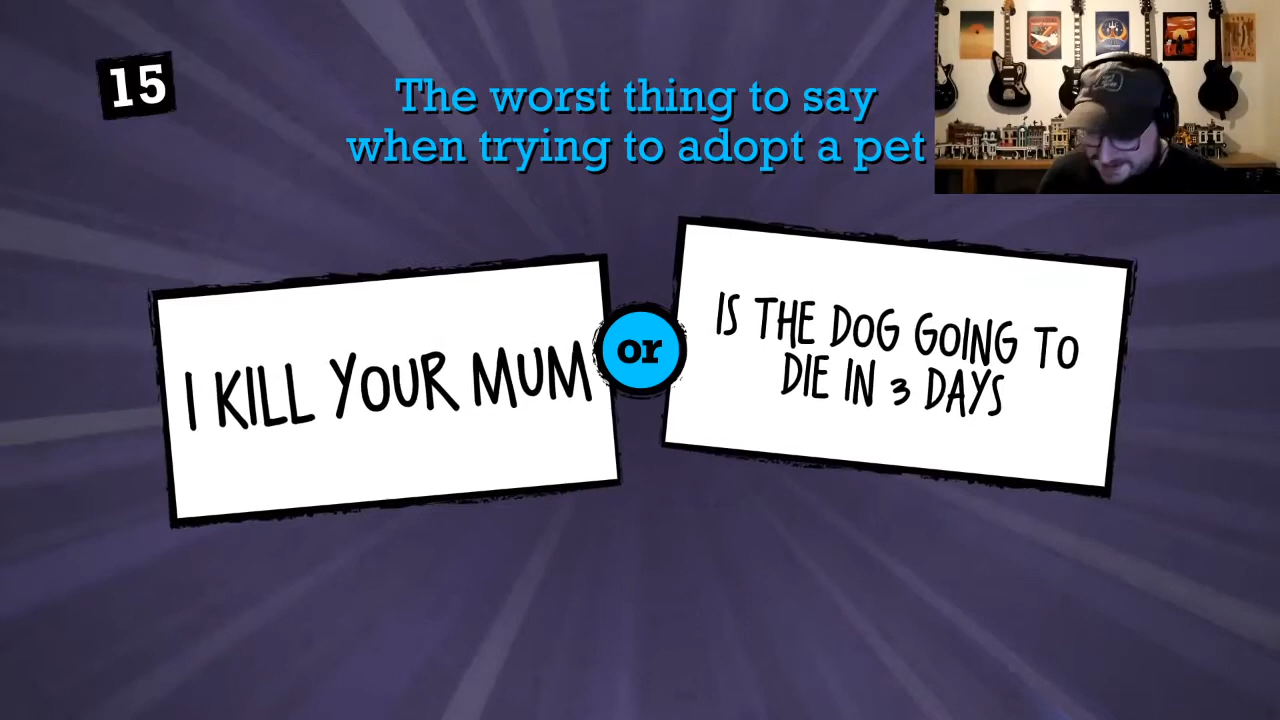 15
The worst thing to say
when trying to adopt a pet
I KILL YOUR MUM
or
IS THE DOG GOING TO
DIE IN 3 DAYS